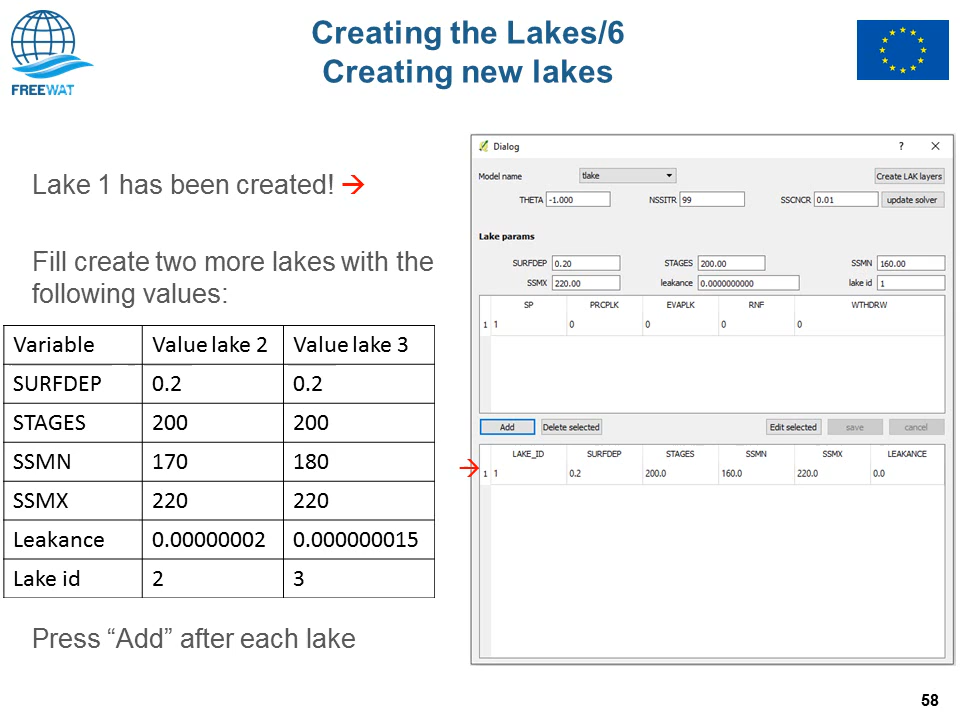 Creating the Lakes/6
Creating new lakes
FREEWAT
Lake 1 has been created! →
Fill create two more lakes with the
following values:
Variable Value lake 2 Value lake 3
SURFDEP 0.2 0.2
STAGES 200 200
SSMN 170 180
SSMX 220 220
Leakance 0.00000002 0.000000015
Lake id 2 3
Press “Add” after each lake
Dialog ? ×
Model name tlake Create LAK layers
THETA -1.000 NSSITR 99 SSCNCR 0.01 update solver
Lake params
SURFDEP 0.20 STAGES 200.00 SSMN 160.00
SSMX 220.00 leakance 0.0000000000 lake id 1
SP PRCPLK EVAPLK RNF WTHDRW
1 1 0 0 0 0
Add Delete selected Edit selected save cancel
LAKE_ID SURFDEP STAGES SSMN SSMX LEAKANCE
→ 1 1 0.2 200.0 160.0 220.0 0.0
58